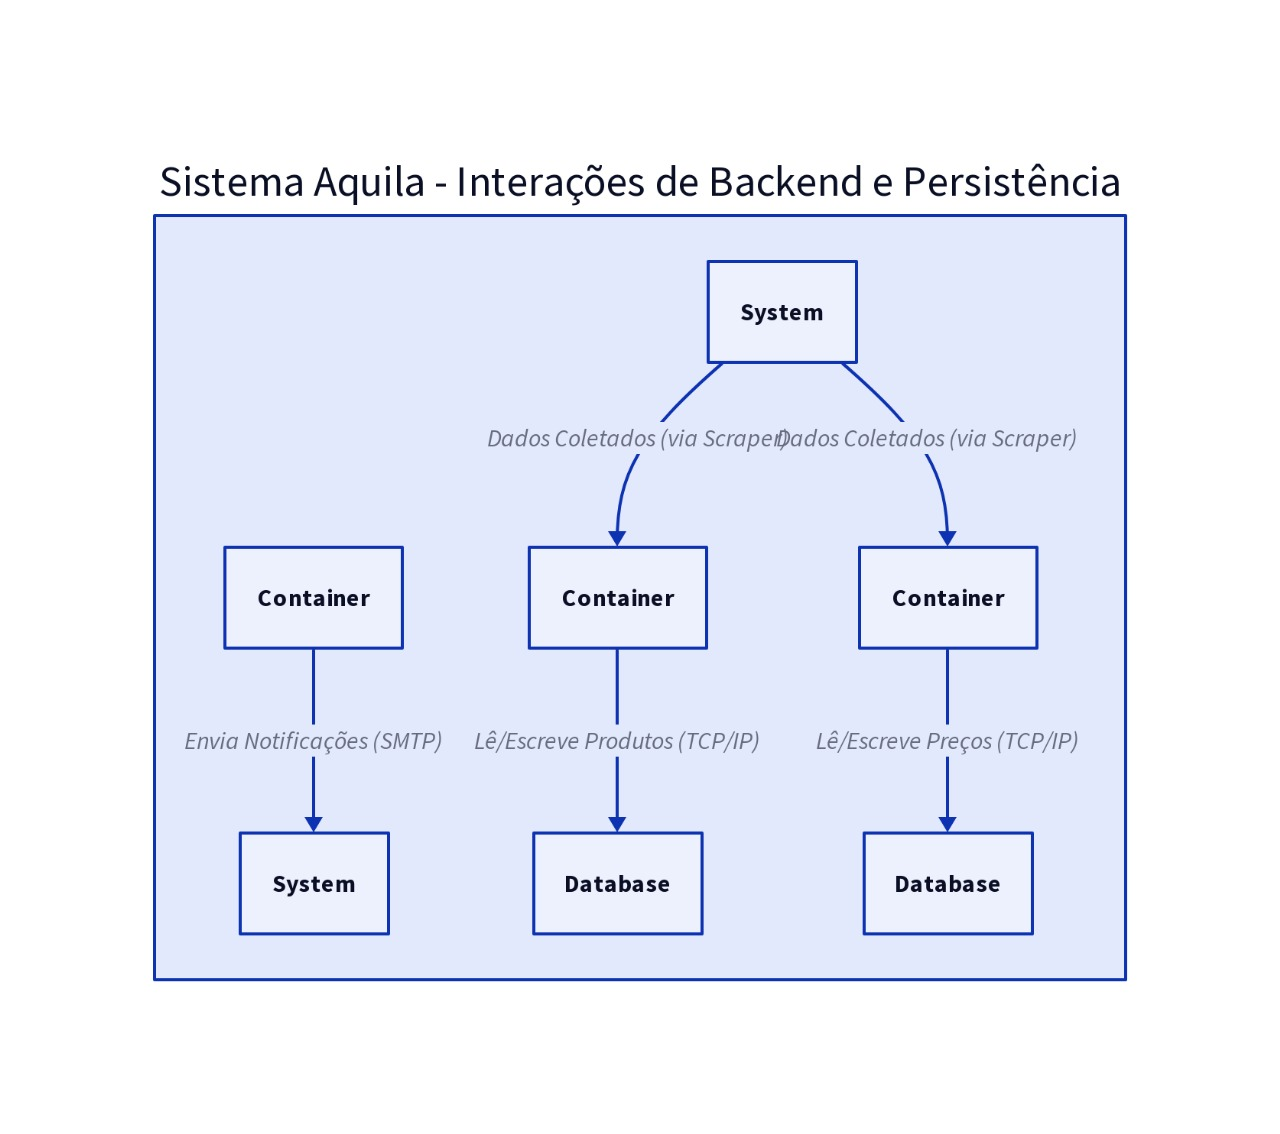 Sistema Aquila - Interações de Backend e Persistência
System
Dados Coletados (via Scraper)
Dados Coletados (via Scraper)
Container
Container
Container
Envia Notificações (SMTP)
Lê/Escreve Produtos (TCP/IP)
Lê/Escreve Preços (TCP/IP)
System
Database
Database